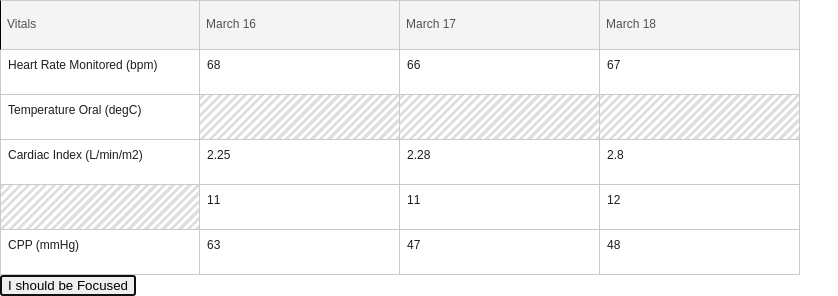 Vitals March 16 March 17 March 18
Heart Rate Monitored (bpm) 68 66 67
Temperature Oral (degC)
Cardiac Index (L/min/m2) 2.25 2.28 2.8
11 11 12
CPP (mmHg) 63 47 48
I should be Focused